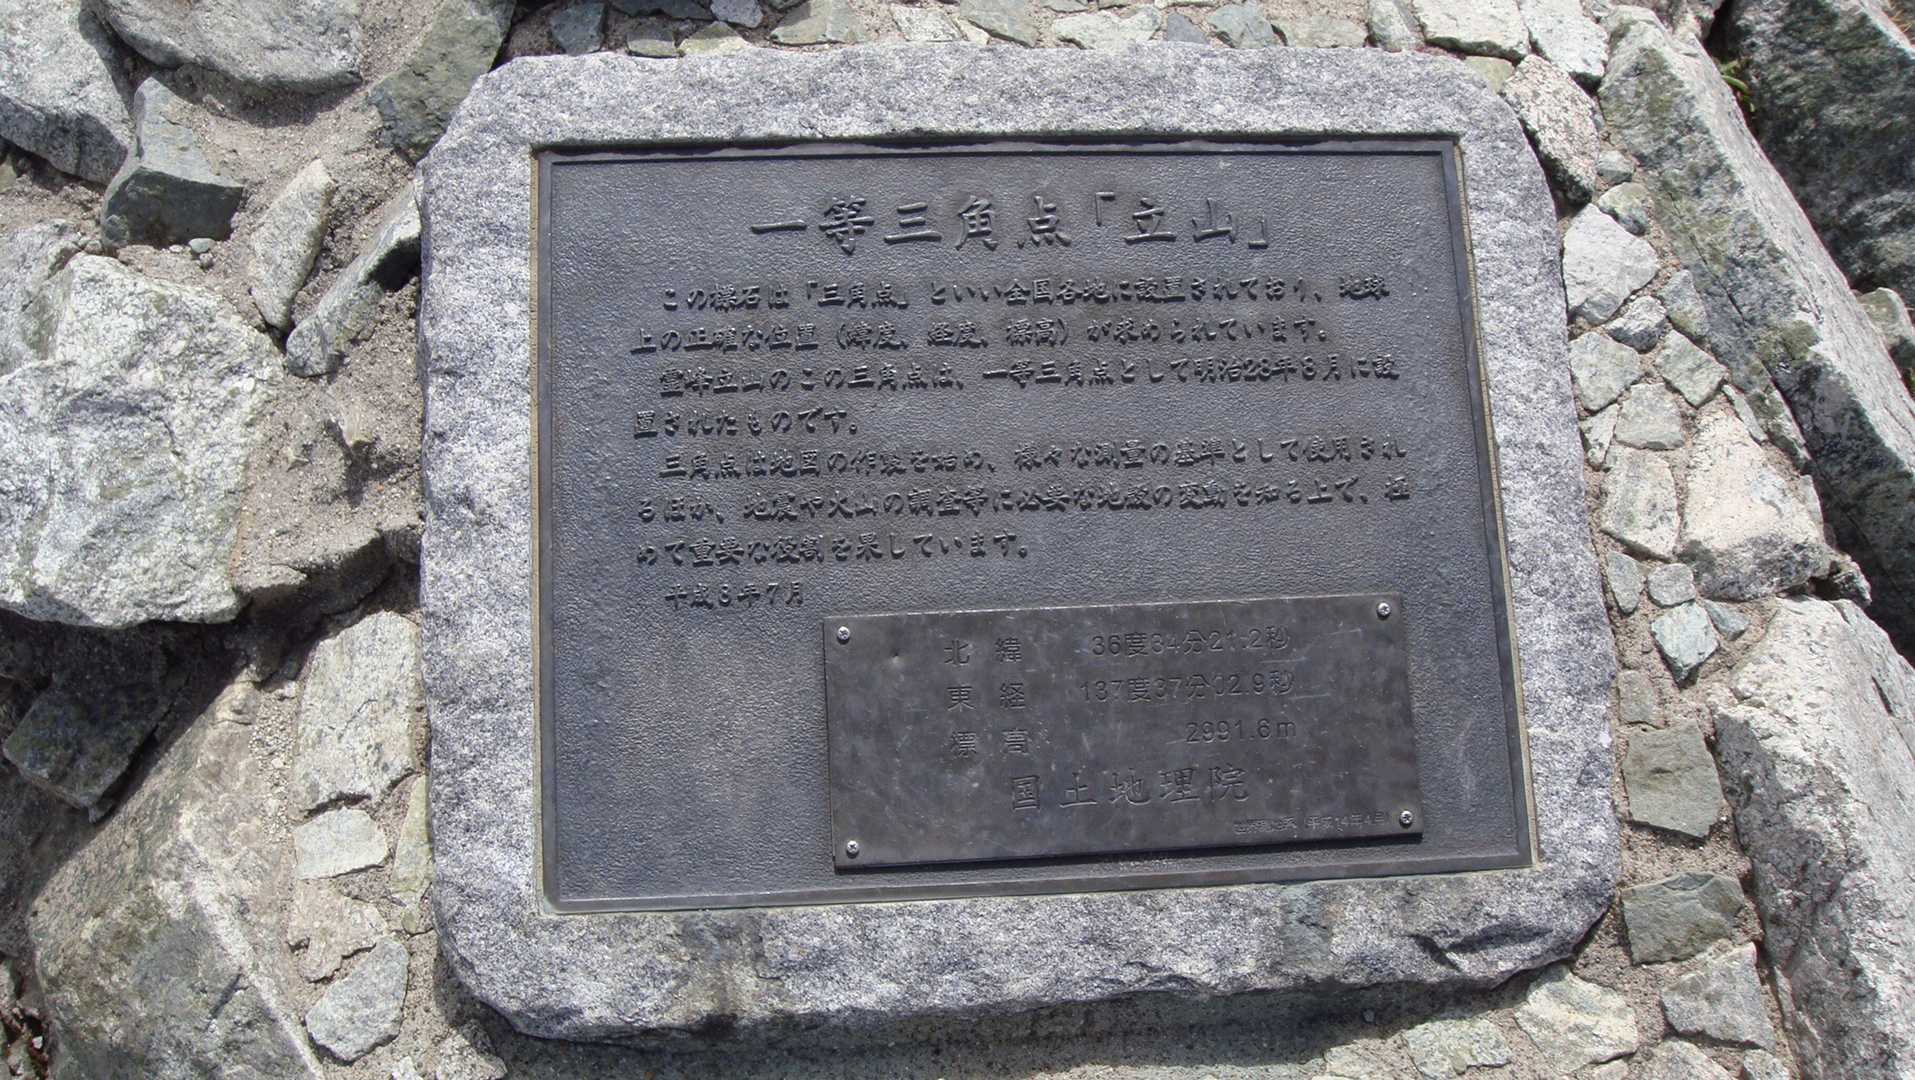 一等三角点「立山」
この標石は「三角点」といい全国各地に設置されており、地球
上の正確な位置（緯度、経度、標高）が求められています。
霊峰立山のこの三角点は、一等三角点として明治28年8月に設
置されたものです。
三角点は地図の作製を始め、様々な測量の基準として使用され
るほか、地震や火山の調査等に必要な地殻の変動を知る上で、極
めて重要な役割を果しています。
平成8年7月
北緯 36度34分21.2秒
東経 137度37分02.9秒
標高 2991.6m
国土地理院
(平成14年4月)